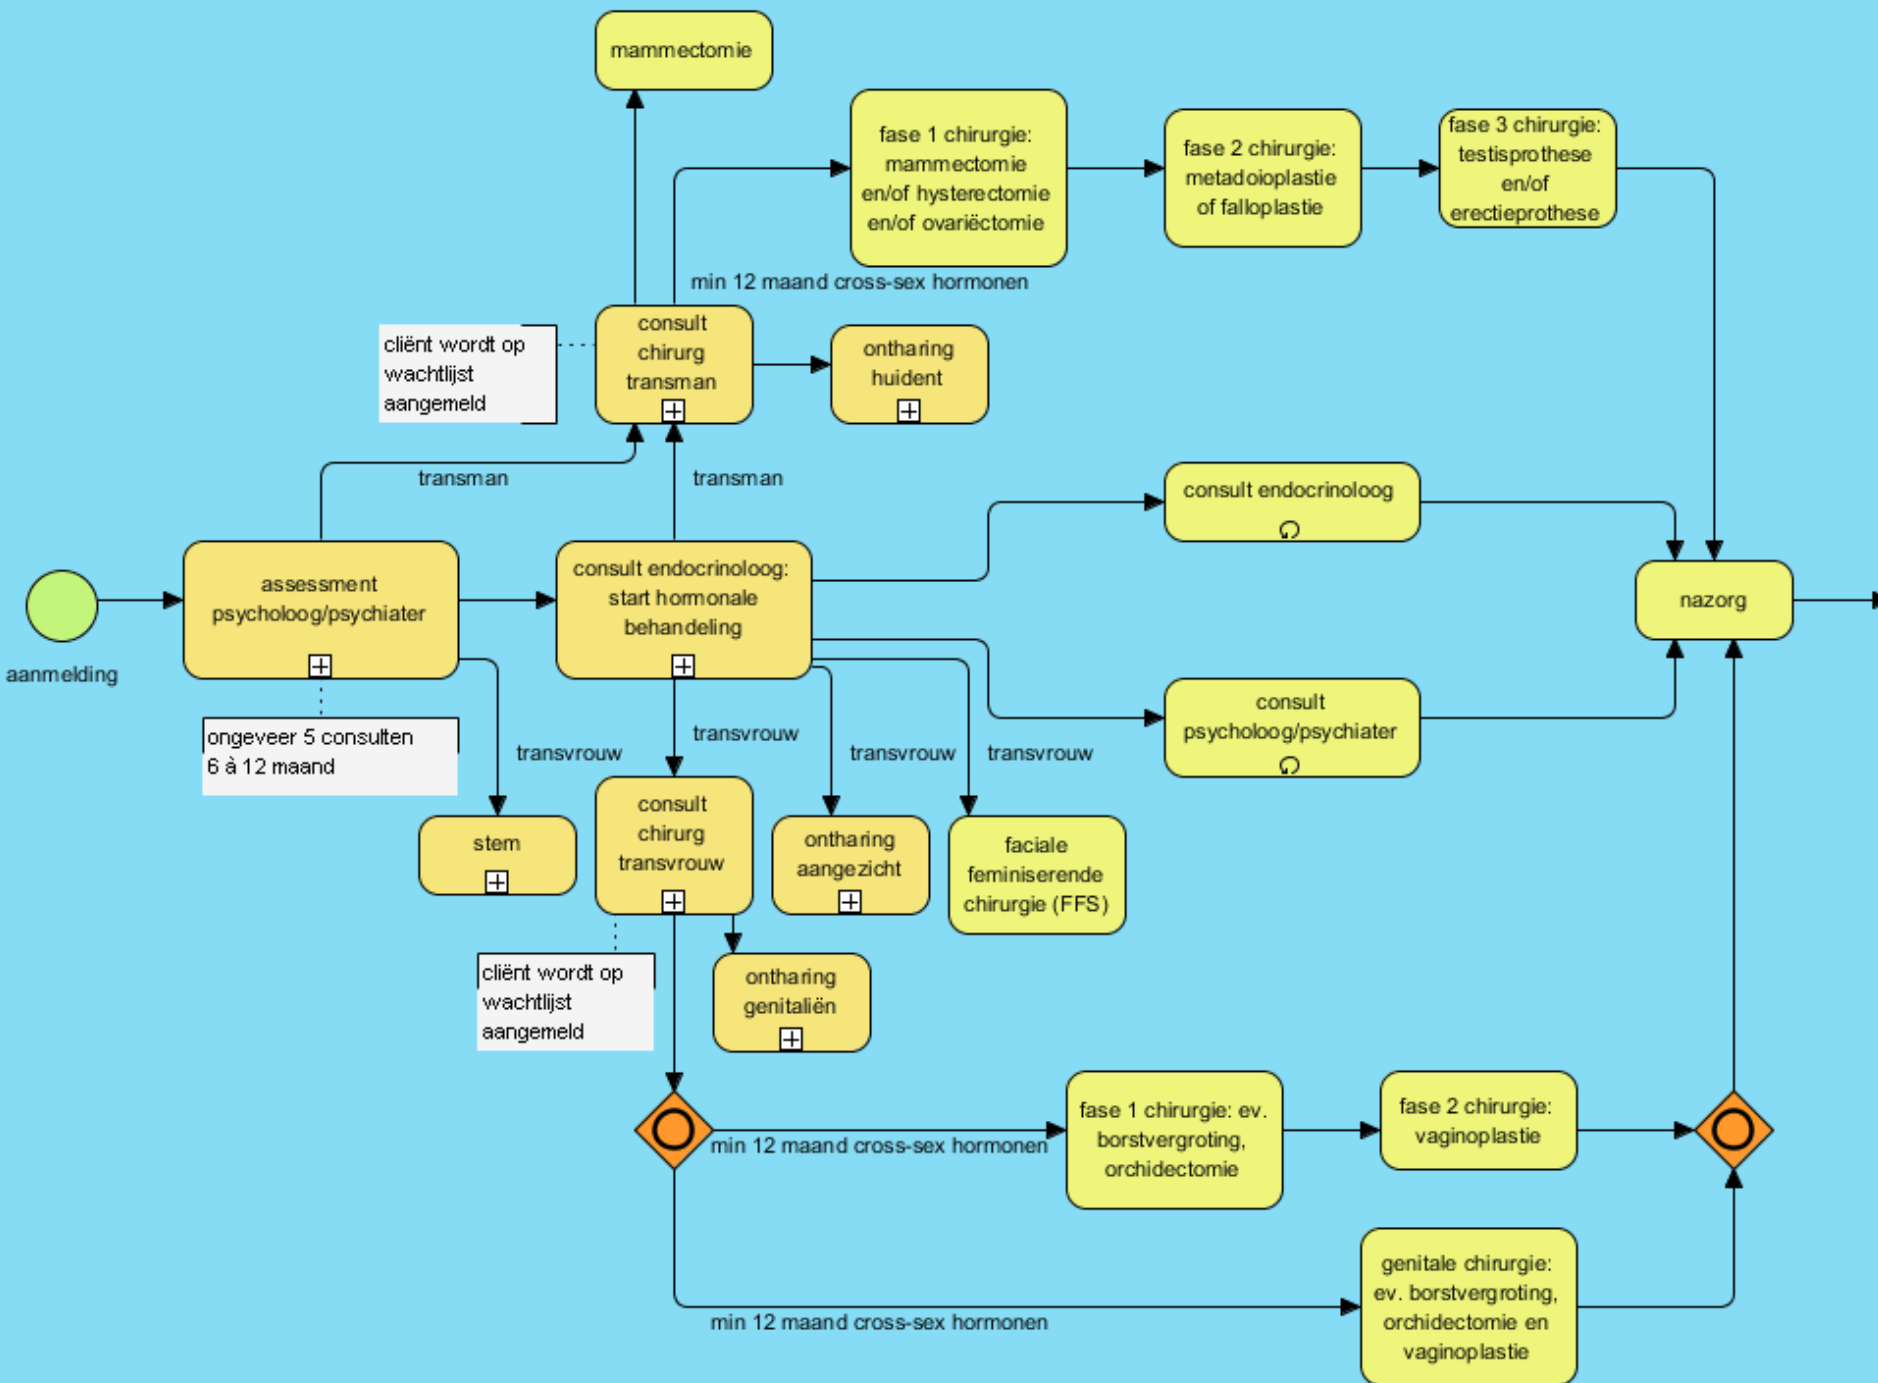 mammectomie
fase 1 chirurgie:
mammectomie
en/of hysterectomie
en/of ovariëctomie
fase 2 chirurgie:
metadoioplastie
of falloplastie
fase 3 chirurgie:
testisprothese
en/of
erectieprothese
min 12 maand cross-sex hormonen
cliënt wordt op
wachtlijst
aangemeld
consult
chirurg
transman
ontharing
huident
transman
transman
consult endocrinoloog
aanmelding
assessment
psycholoog/psychiater
consult endocrinoloog:
start hormonale
behandeling
nazorg
ongeveer 5 consulten
6 à 12 maand
transvrouw
transvrouw
transvrouw
transvrouw
consult
psycholoog/psychiater
stem
consult
chirurg
transvrouw
ontharing
aangezicht
faciale
feminiserende
chirurgie (FFS)
cliënt wordt op
wachtlijst
aangemeld
ontharing
genitaliën
min 12 maand cross-sex hormonen
fase 1 chirurgie: ev.
borstvergroting,
orchidectomie
fase 2 chirurgie:
vaginoplastie
min 12 maand cross-sex hormonen
genitale chirurgie:
ev. borstvergroting,
orchidectomie en
vaginoplastie